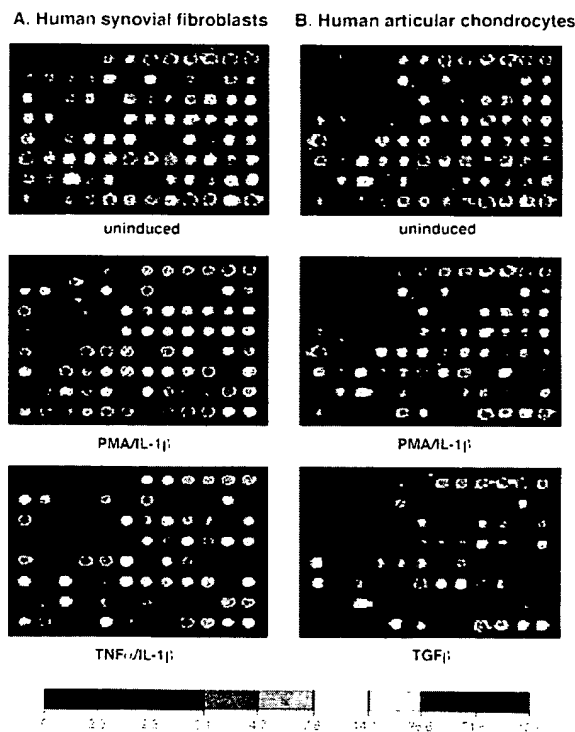 A. Human synovial fibroblasts
B. Human articular chondrocytes
uninduced
uninduced
PMA/IL-1β
PMA/IL-1β
TNFα/IL-1β
TGFβ